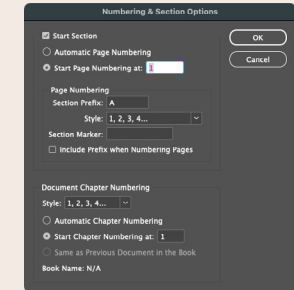 Numbering & Section Options
Start Section
Automatic Page Numbering
Start Page Numbering at: 1
Page Numbering
Section Prefix: A
Style: 1, 2, 3, 4...
Section Marker:
Include Prefix when Numbering Pages
Document Chapter Numbering
Style: 1, 2, 3, 4...
Automatic Chapter Numbering
Start Chapter Numbering at: 1
Same as Previous Document in the Book
Book Name: N/A
OK
Cancel